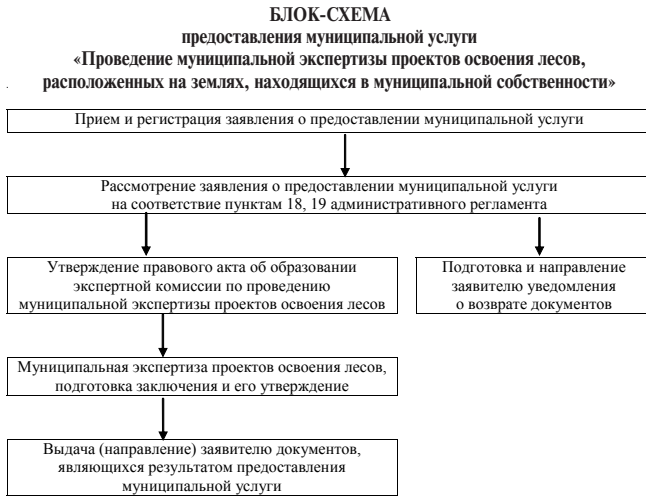 БЛОК-СХЕМА
предоставления муниципальной услуги
«Проведение муниципальной экспертизы проектов освоения лесов,
расположенных на землях, находящихся в муниципальной собственности»
Прием и регистрация заявления о предоставлении муниципальной услуги
Рассмотрение заявления о предоставлении муниципальной услуги
на соответствие пунктам 18, 19 административного регламента
Утверждение правового акта об образовании
экспертной комиссии по проведению
муниципальной экспертизы проектов освоения лесов
Подготовка и направление
заявителю уведомления
о возврате документов
Муниципальная экспертиза проектов освоения лесов,
подготовка заключения и его утверждение
Выдача (направление) заявителю документов,
являющихся результатом предоставления
муниципальной услуги